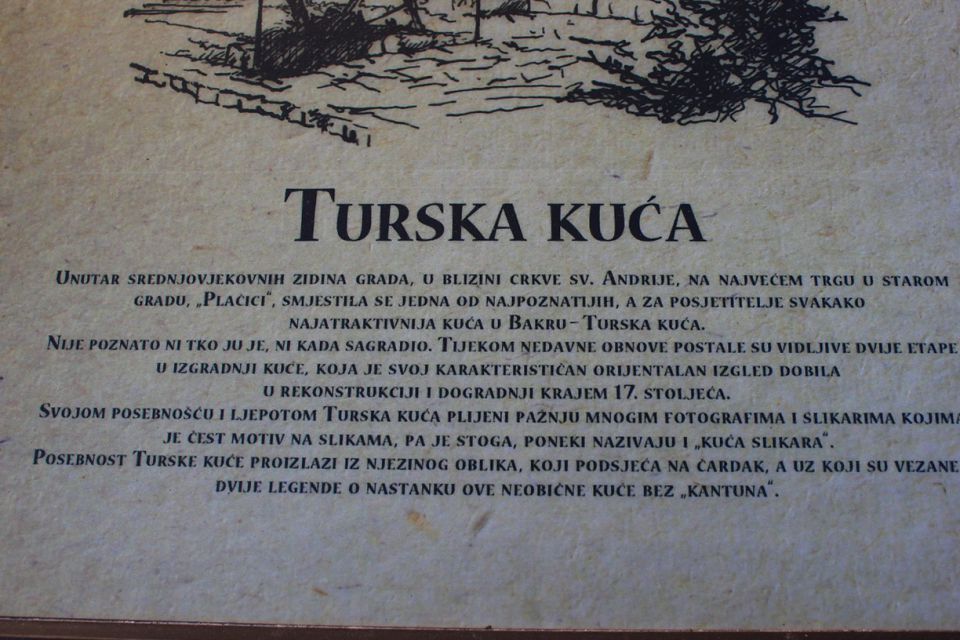 TURSKA KUĆA
UNUTAR SREDNJOVJEKOVNIH ZIDINA GRADA, U BLIZINI CRKVE SV. ANDRIJE, NA NAJVEĆEM TRGU U STAROM
GRADU, „PLAČICI“, SMJESTILA SE JEDNA OD NAJPOZNATIJIH, A ZA POSJETITELJE SVAKAKO
NAJATRAKTIVNIJA KUĆA U BAKRU – TURSKA KUĆA.
NIJE POZNATO NI TKO JU JE, NI KADA SAGRADIO. TIJEKOM NEDAVNE OBNOVE POSTALE SU VIDLJIVE DVIJE ETAPE
U IZGRADNJI KUĆE, KOJA JE SVOJ KARAKTERISTIČAN ORIJENTALAN IZGLED DOBILA
U REKONSTRUKCIJI I DOGRADNJI KRAJEM 17. STOLJEĆA.
SVOJOM POSEBNOŠĆU I LJEPOTOM TURSKA KUĆA PLIJENI PAŽNJU MNOGIM FOTOGRAFIMA I SLIKARIMA KOJIMA
JE ČEST MOTIV NA SLIKAMA, PA JE STOGA, PONEKI NAZIVAJU I „KUĆA SLIKARA“.
POSEBNOST TURSKE KUĆE PROIZLAZI IZ NJEZINOG OBLIKA, KOJI PODSJEĆA NA ČARDAK, A UZ KOJI SU VEZANE
DVIJE LEGENDE O NASTANKU OVE NEOBIČNE KUĆE BEZ „KANTUNA“.